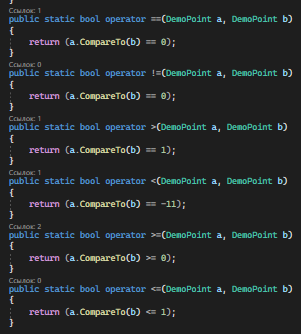 }
Ссылок: 1
public static bool operator ==(DemoPoint a, DemoPoint b)
{
return (a.CompareTo(b) == 0);
}
Ссылок: 0
public static bool operator !=(DemoPoint a, DemoPoint b)
{
return (a.CompareTo(b) == 0);
}
Ссылок: 1
public static bool operator >(DemoPoint a, DemoPoint b)
{
return (a.CompareTo(b) == 1);
}
Ссылок: 1
public static bool operator <(DemoPoint a, DemoPoint b)
{
return (a.CompareTo(b) == -11);
}
Ссылок: 2
public static bool operator >=(DemoPoint a, DemoPoint b)
{
return (a.CompareTo(b) >= 0);
}
Ссылок: 0
public static bool operator <=(DemoPoint a, DemoPoint b)
{
return (a.CompareTo(b) <= 1);
}